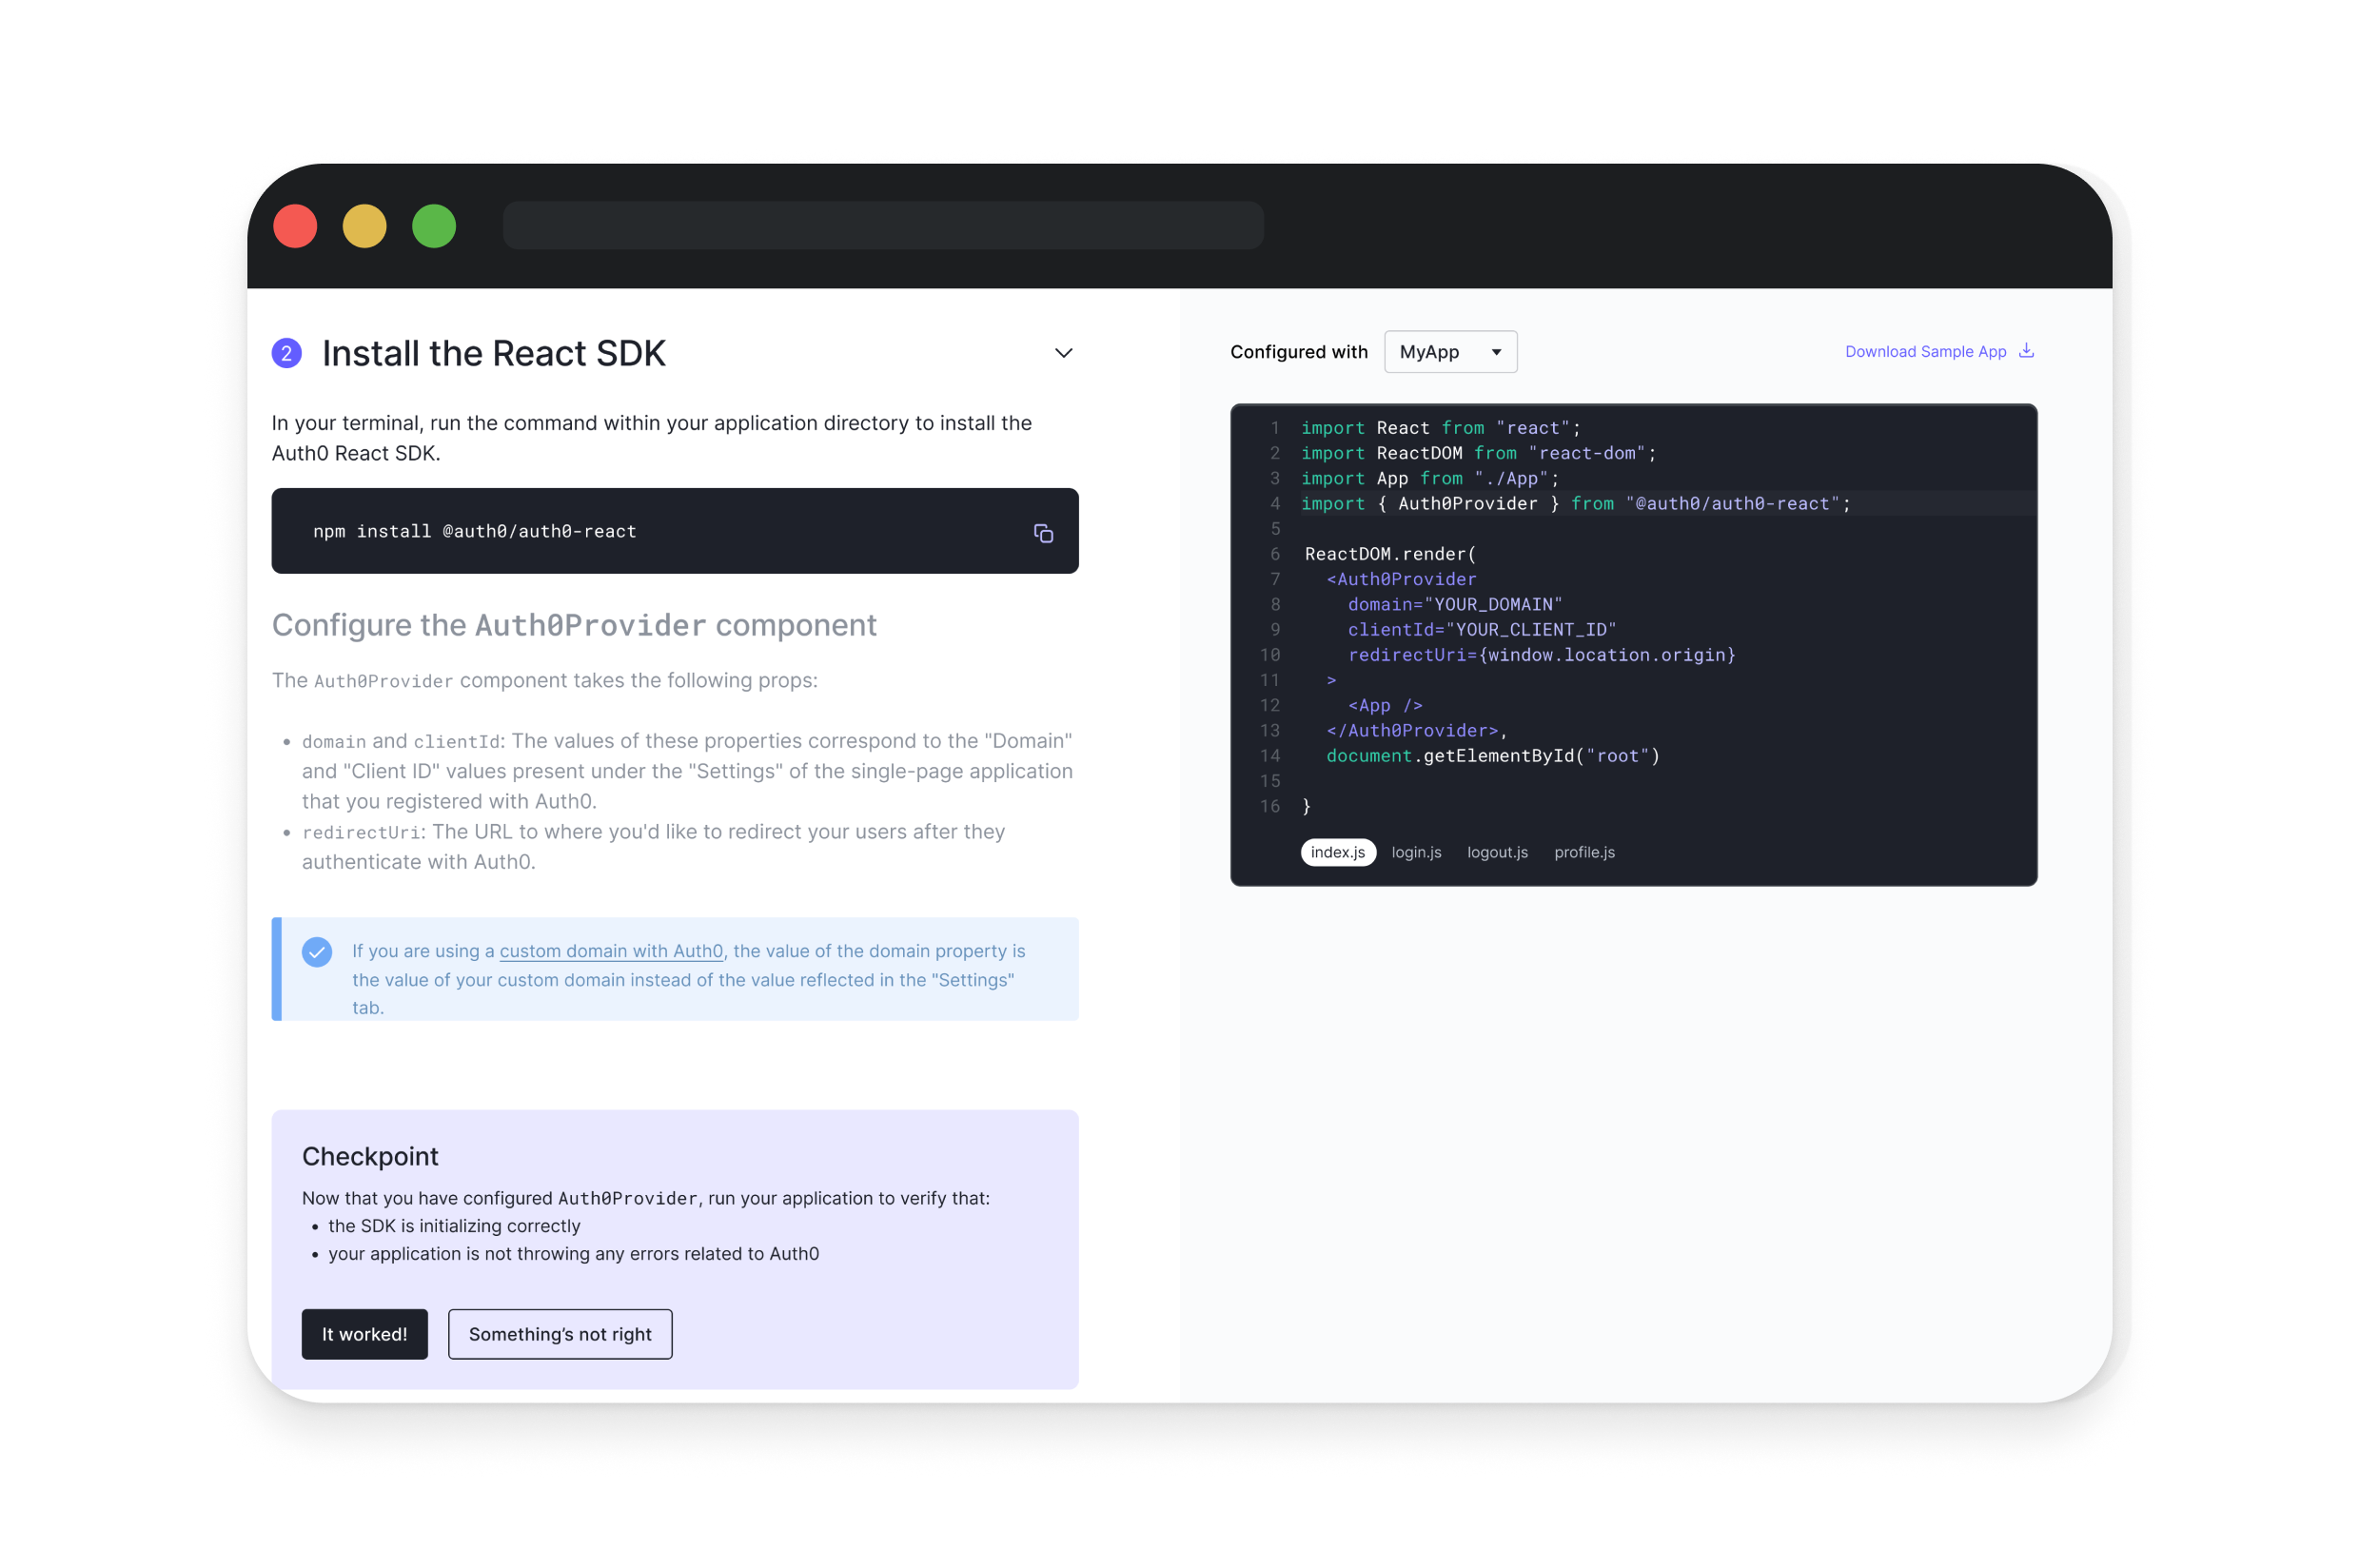 2 Install the React SDK
In your terminal, run the command within your application directory to install the
Auth0 React SDK.
npm install @auth0/auth0-react
Configure the Auth0Provider component
The Auth0Provider component takes the following props:
• domain and clientId: The values of these properties correspond to the "Domain"
and "Client ID" values present under the "Settings" of the single-page application
that you registered with Auth0.
• redirectUri: The URL to where you'd like to redirect your users after they
authenticate with Auth0.
If you are using a custom domain with Auth0, the value of the domain property is
the value of your custom domain instead of the value reflected in the "Settings"
tab.
Checkpoint
Now that you have configured Auth0Provider, run your application to verify that:
• the SDK is initializing correctly
• your application is not throwing any errors related to Auth0
It worked! Something’s not right
Configured with MyApp Download Sample App
1 import React from "react";
2 import ReactDOM from "react-dom";
3 import App from "./App";
4 import { Auth0Provider } from "@auth0/auth0-react";
5
6 ReactDOM.render(
7 <Auth0Provider
8 domain="YOUR_DOMAIN"
9 clientId="YOUR_CLIENT_ID"
10 redirectUri={window.location.origin}
11 >
12 <App />
13 </Auth0Provider>,
14 document.getElementById("root")
15
16 }
index.js login.js logout.js profile.js